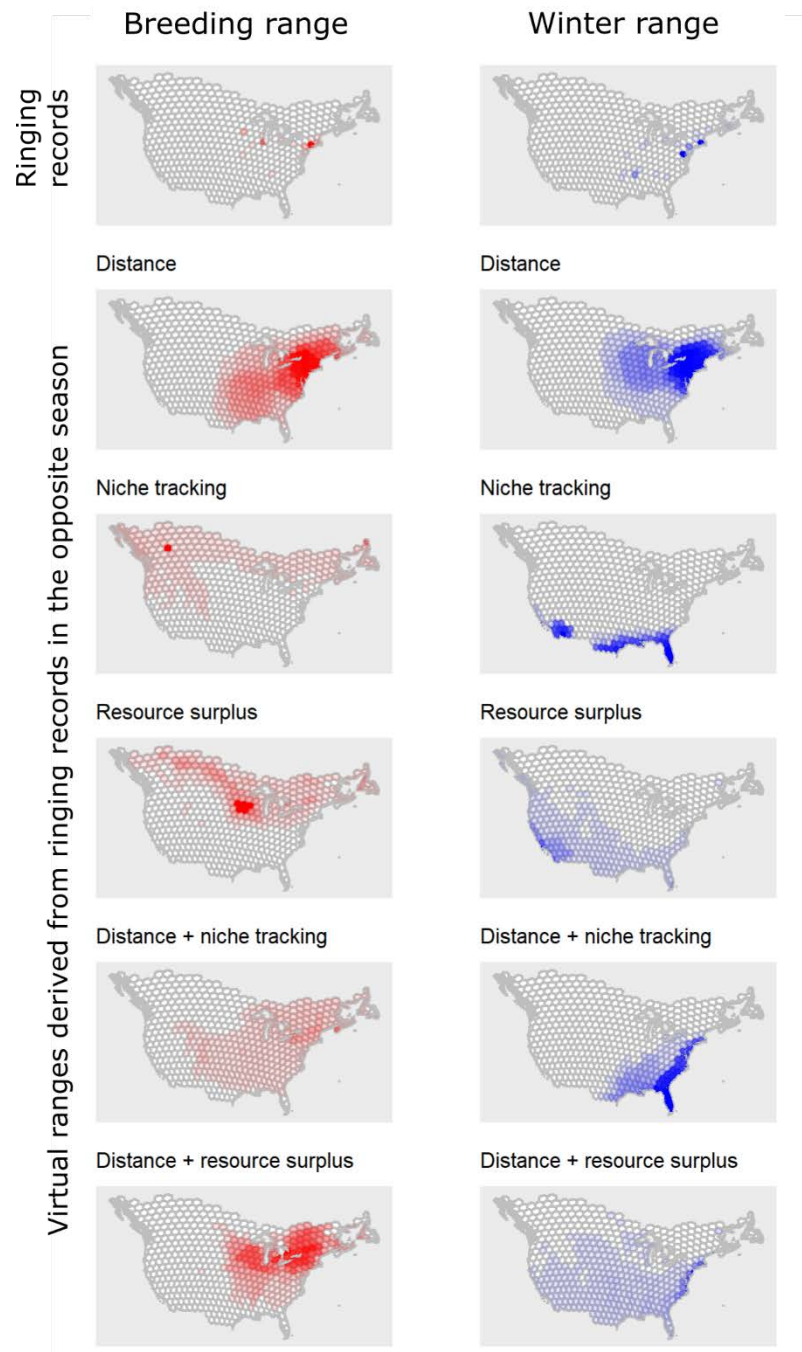 Breeding range
Winter range
Ringing
records
Virtual ranges derived from ringing records in the opposite season
Distance
Distance
Niche tracking
Niche tracking
Resource surplus
Resource surplus
Distance + niche tracking
Distance + niche tracking
Distance + resource surplus
Distance + resource surplus